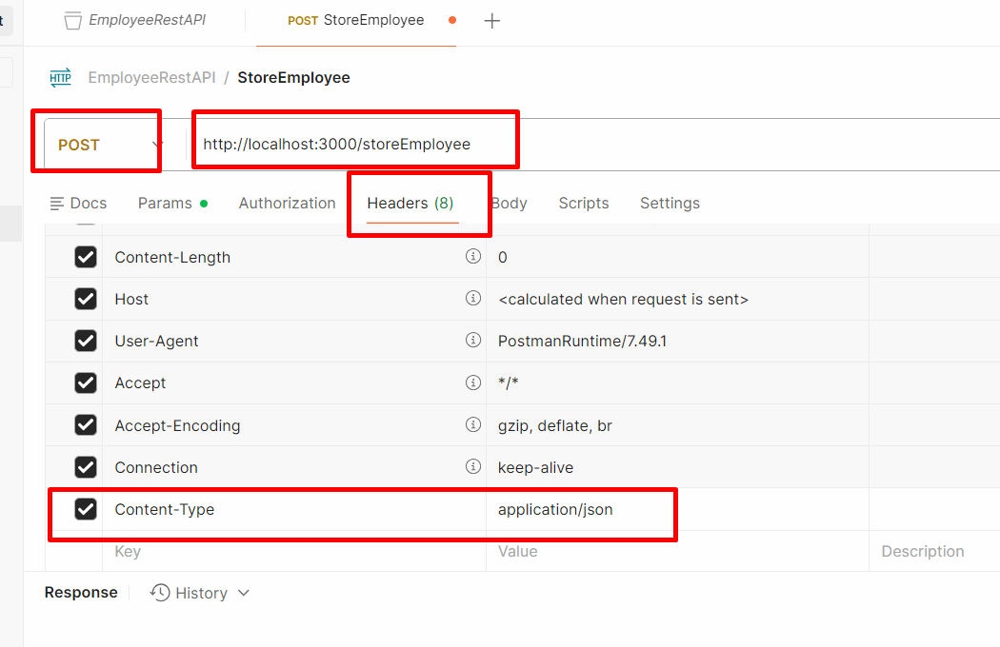 t
EmployeeRestAPI POST StoreEmployee
HTTP EmployeeRestAPI / StoreEmployee
POST http://localhost:3000/storeEmployee
Docs Params Authorization Headers (8) Body Scripts Settings
Content-Length 0
Host <calculated when request is sent>
User-Agent PostmanRuntime/7.49.1
Accept */*
Accept-Encoding gzip, deflate, br
Connection keep-alive
Content-Type application/json
Key Value Description
Response History